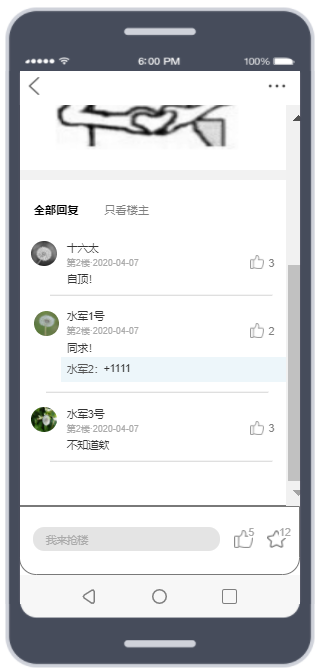 6:00 PM
100%
全部回复 只看楼主
十六太
第2楼·2020-04-07
3
自顶!
水军1号
第2楼·2020-04-07
2
同求!
水军2：+1111
水军3号
第2楼·2020-04-07
3
不知道欸
我来抢楼
5
12